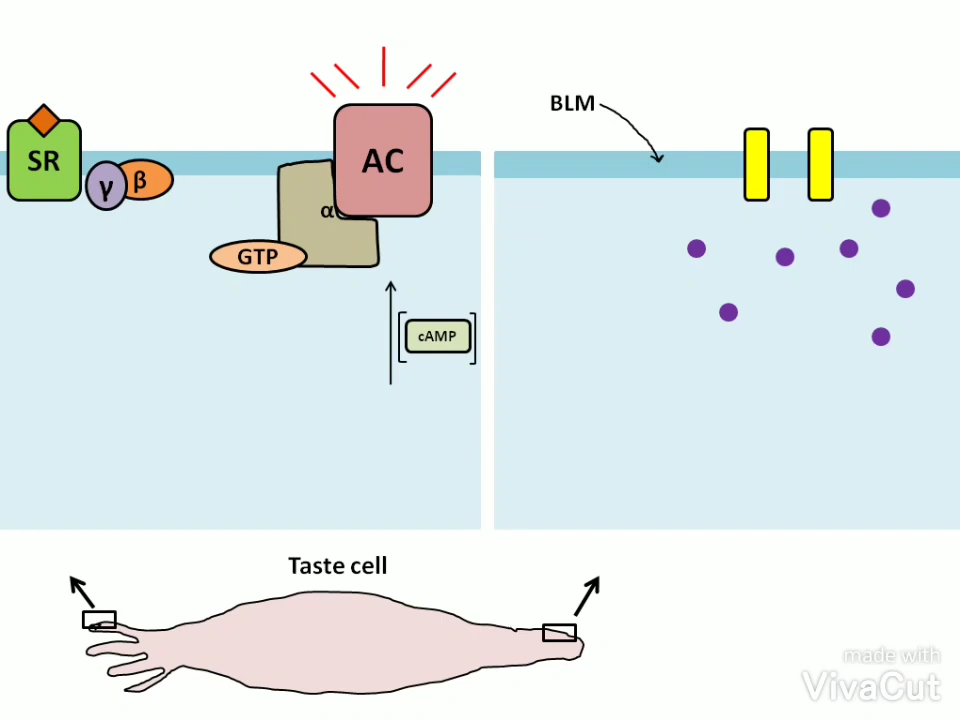 BLM
SR
γ
β
AC
α
GTP
cAMP
Taste cell
made with
VivaCut